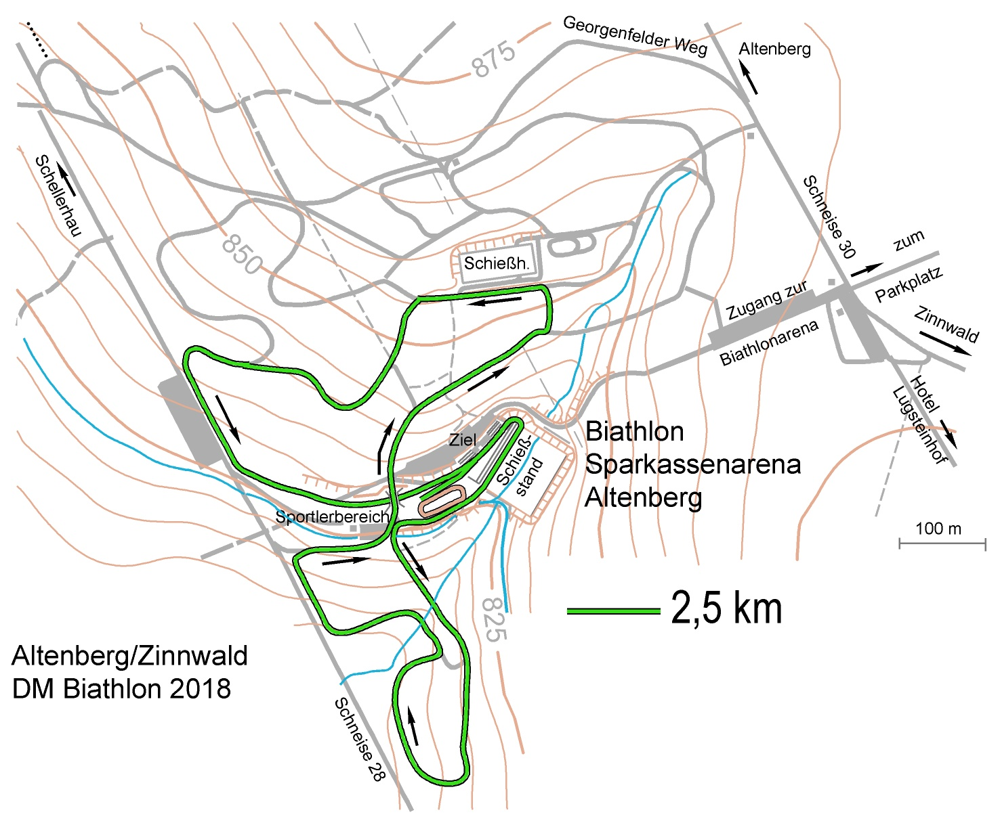 Georgenfelder Weg
Altenberg
875
Schellerhau
Schneise 30
zum
Parkplatz
850
Schießh.
Zugang zur
Biathlonarena
Zinnwald
Hotel
Lugsteinhof
Ziel
Schieß-
stand
Biathlon
Sparkassenarena
Altenberg
Sportlerbereich
100 m
2,5 km
825
Altenberg/Zinnwald
DM Biathlon 2018
Schneise 28